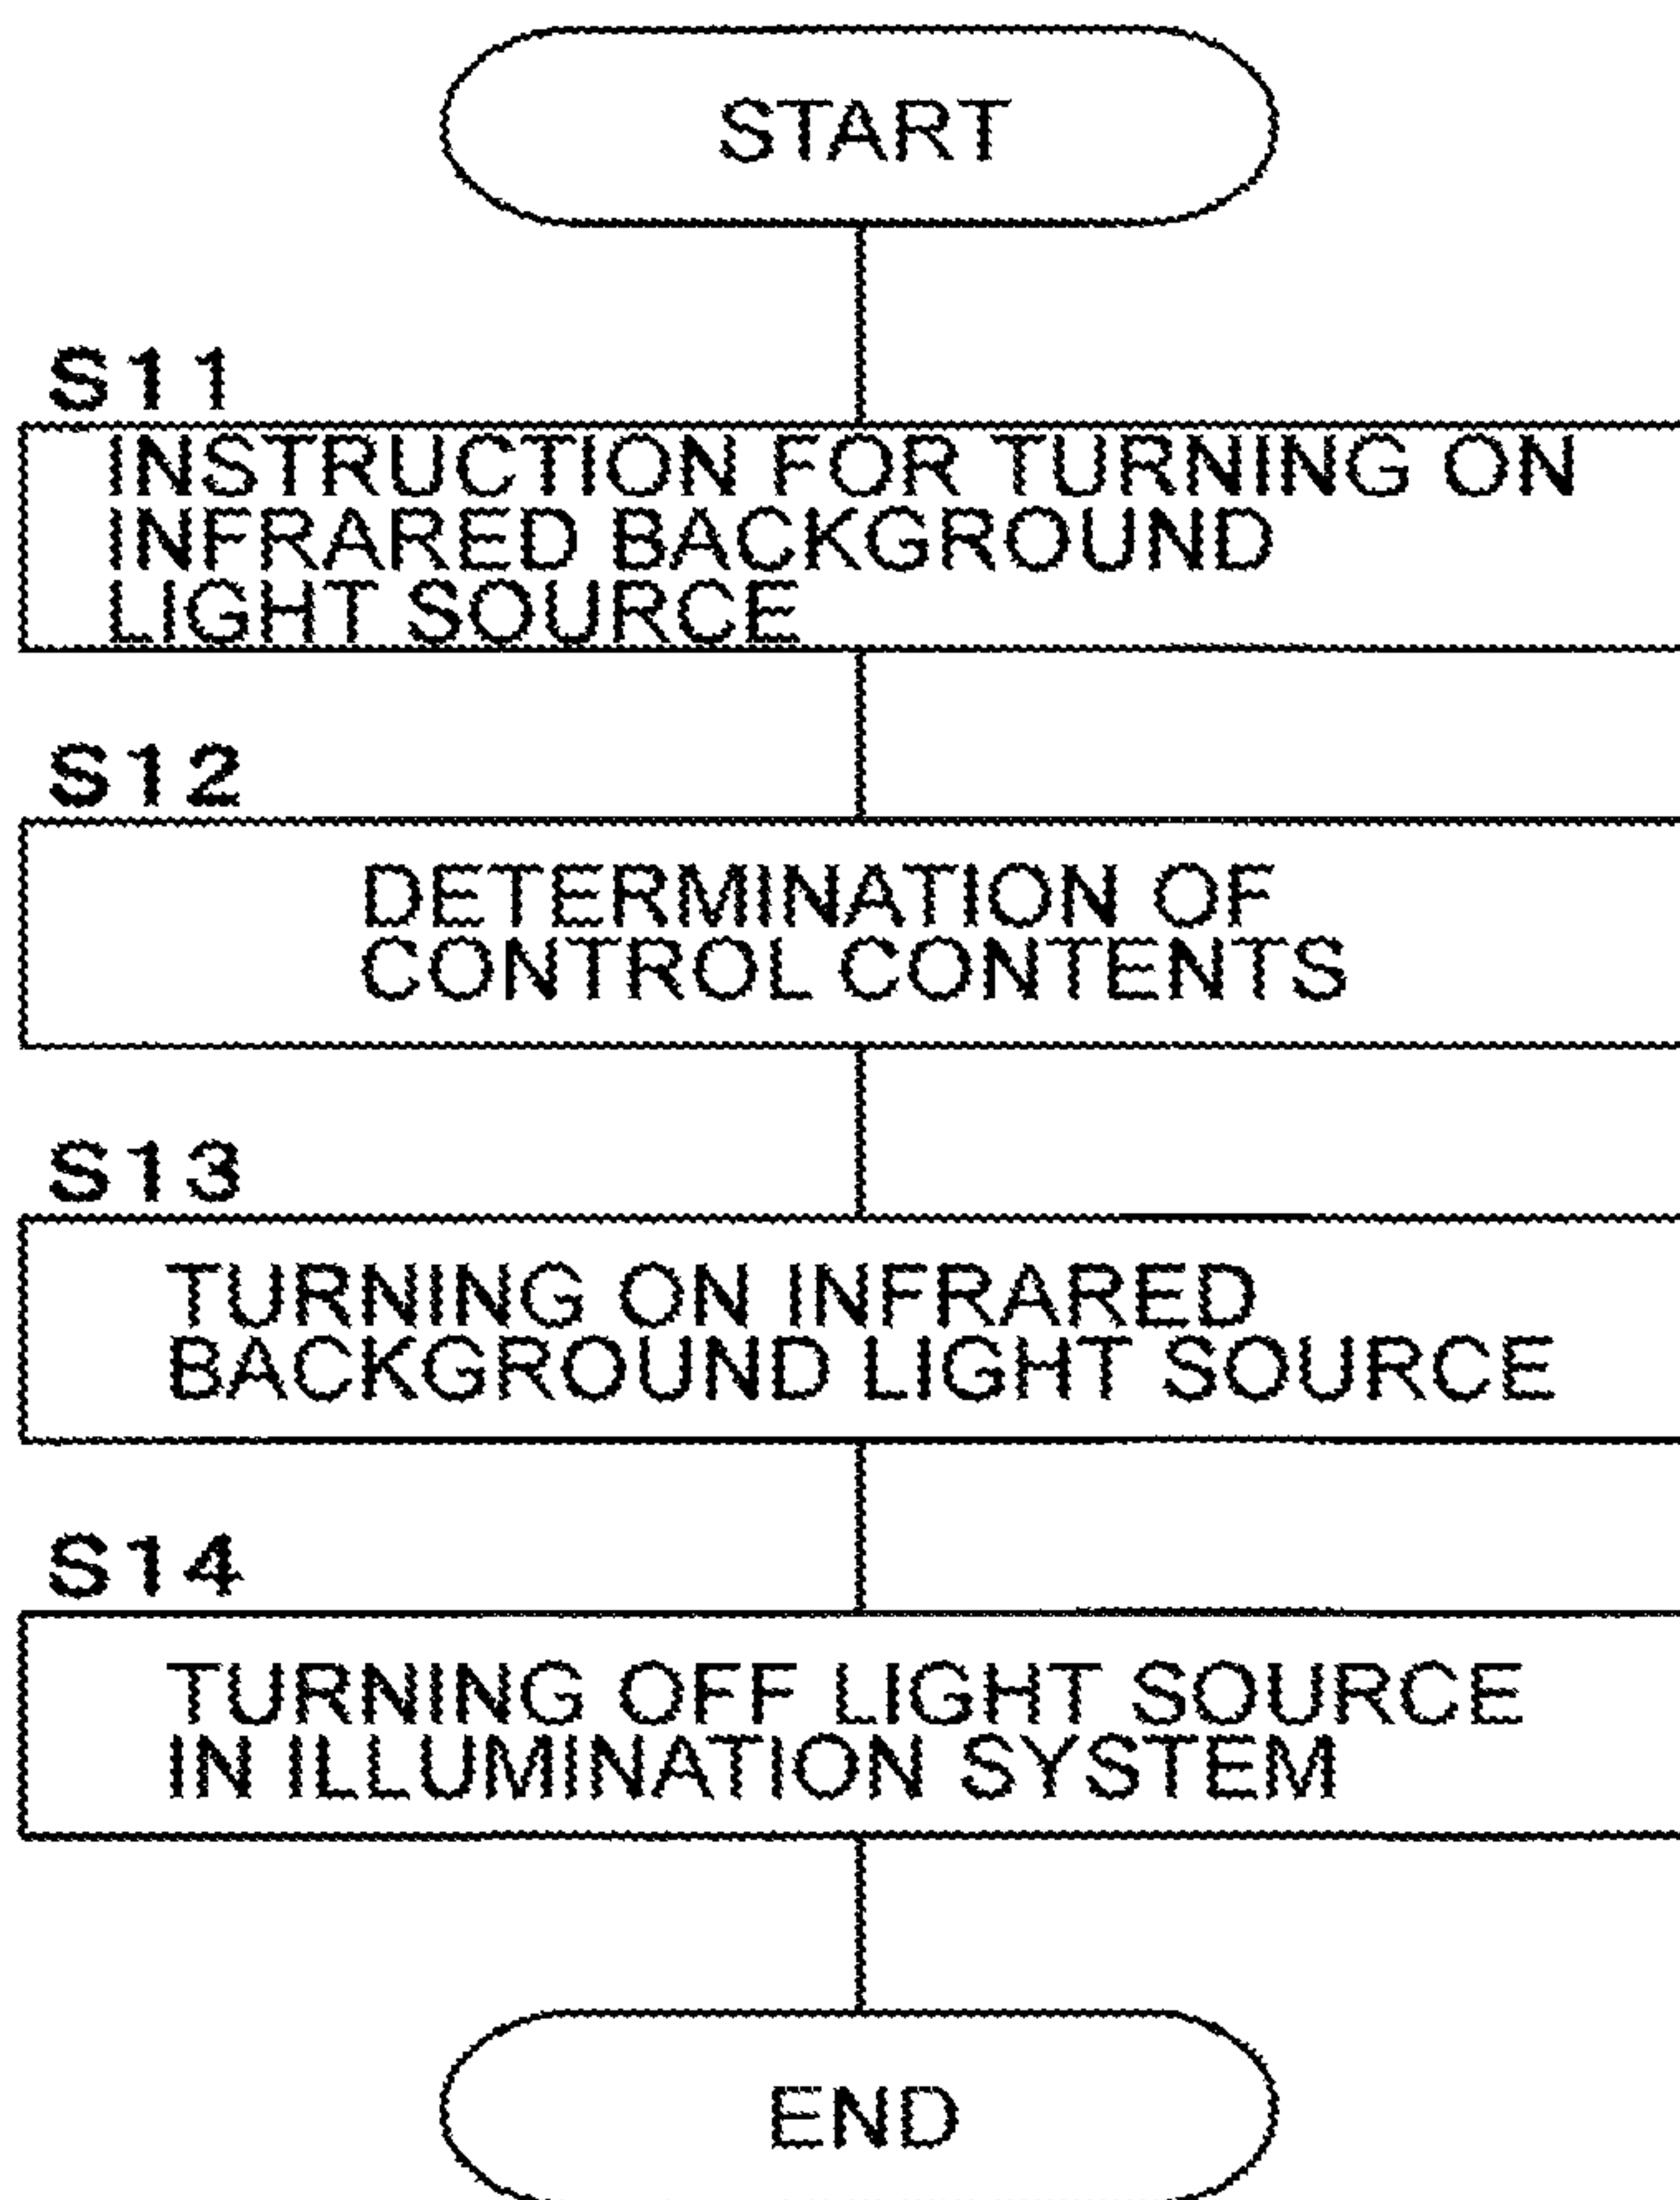 START
S11
INSTRUCTION FOR TURNING ON
INFRARED BACKGROUND
LIGHT SOURCE
S12
DETERMINATION OF
CONTROL CONTENTS
S13
TURNING ON INFRARED
BACKGROUND LIGHT SOURCE
S14
TURNING OFF LIGHT SOURCE
IN ILLUMINATION SYSTEM
END